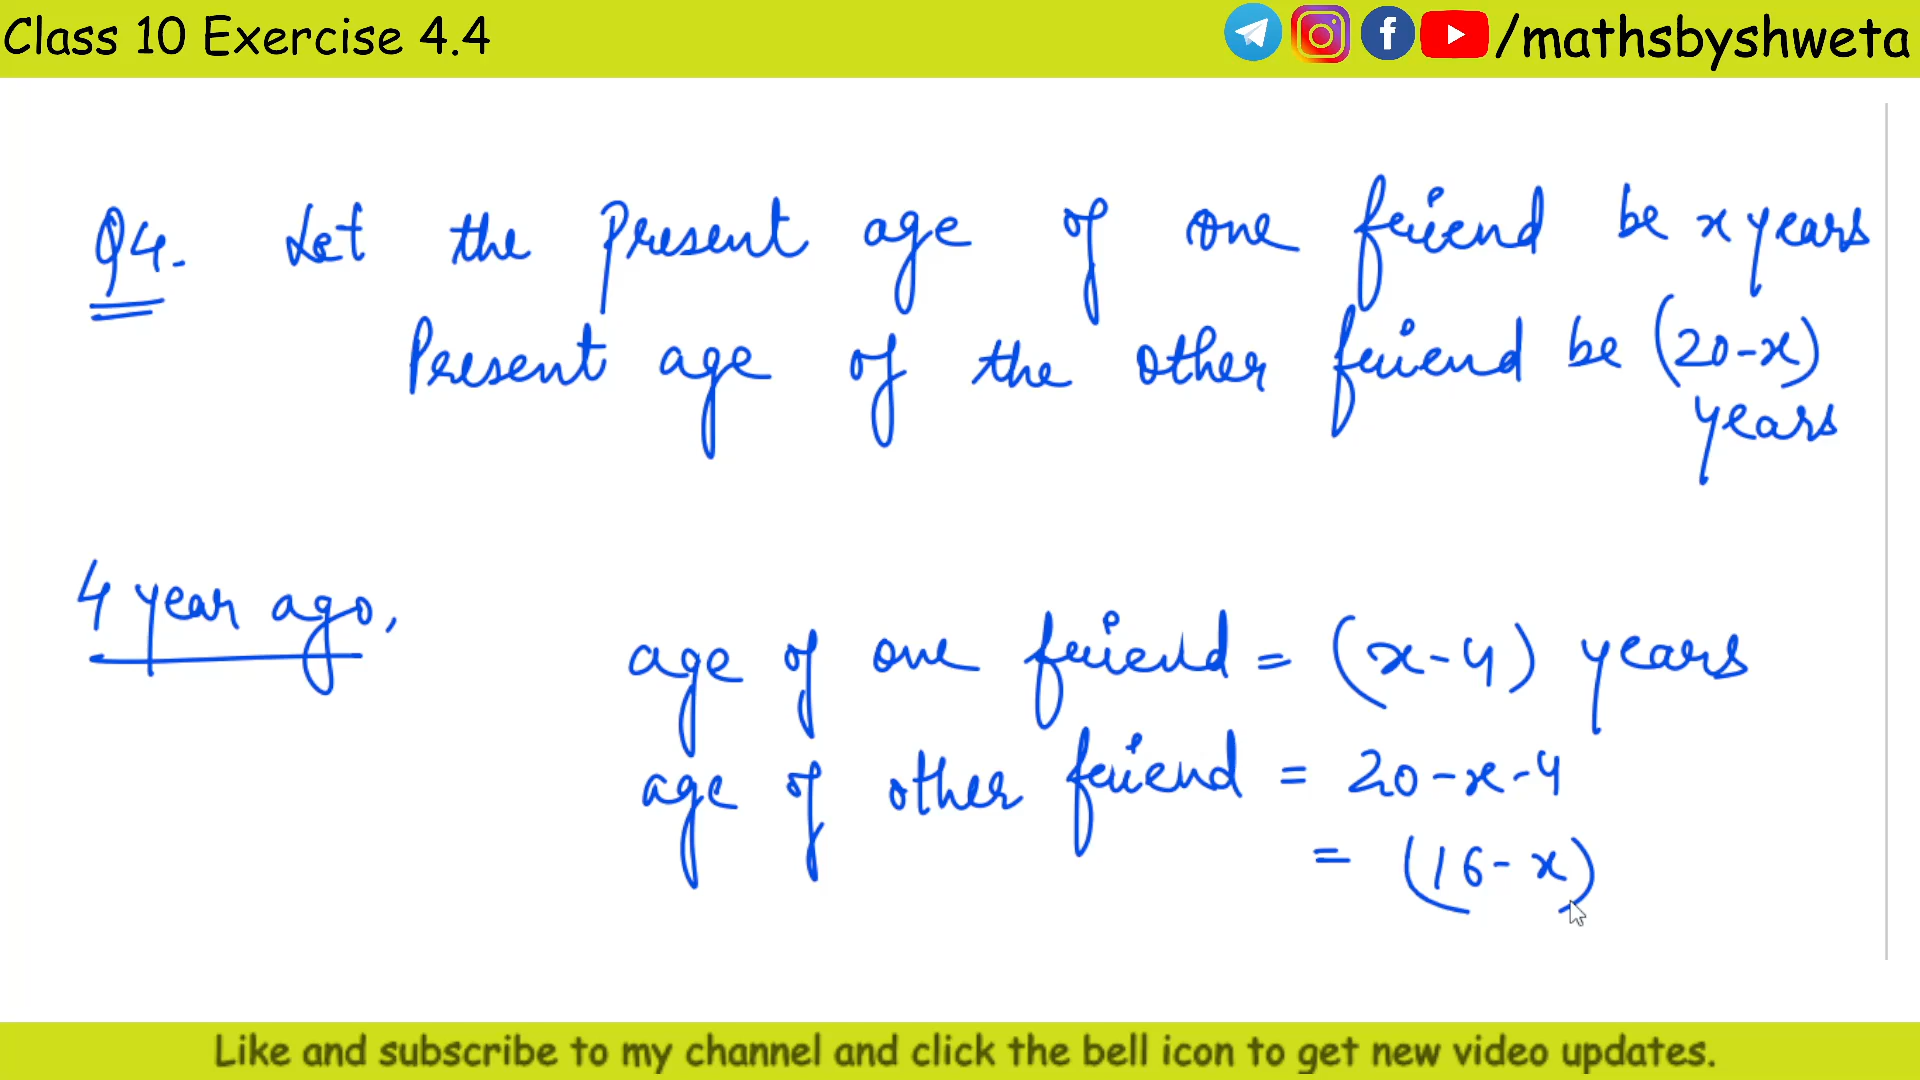 Class 10 Exercise 4.4
/mathsbyshweta
Q4. Let the Present age of one friend be x years
Present age of the other friend be (20-x)
years
4 year ago,
age of one friend = (x-4) years
age of other friend = 20-x-4
= (16-x)
Like and subscribe to my channel and click the bell icon to get new video updates.